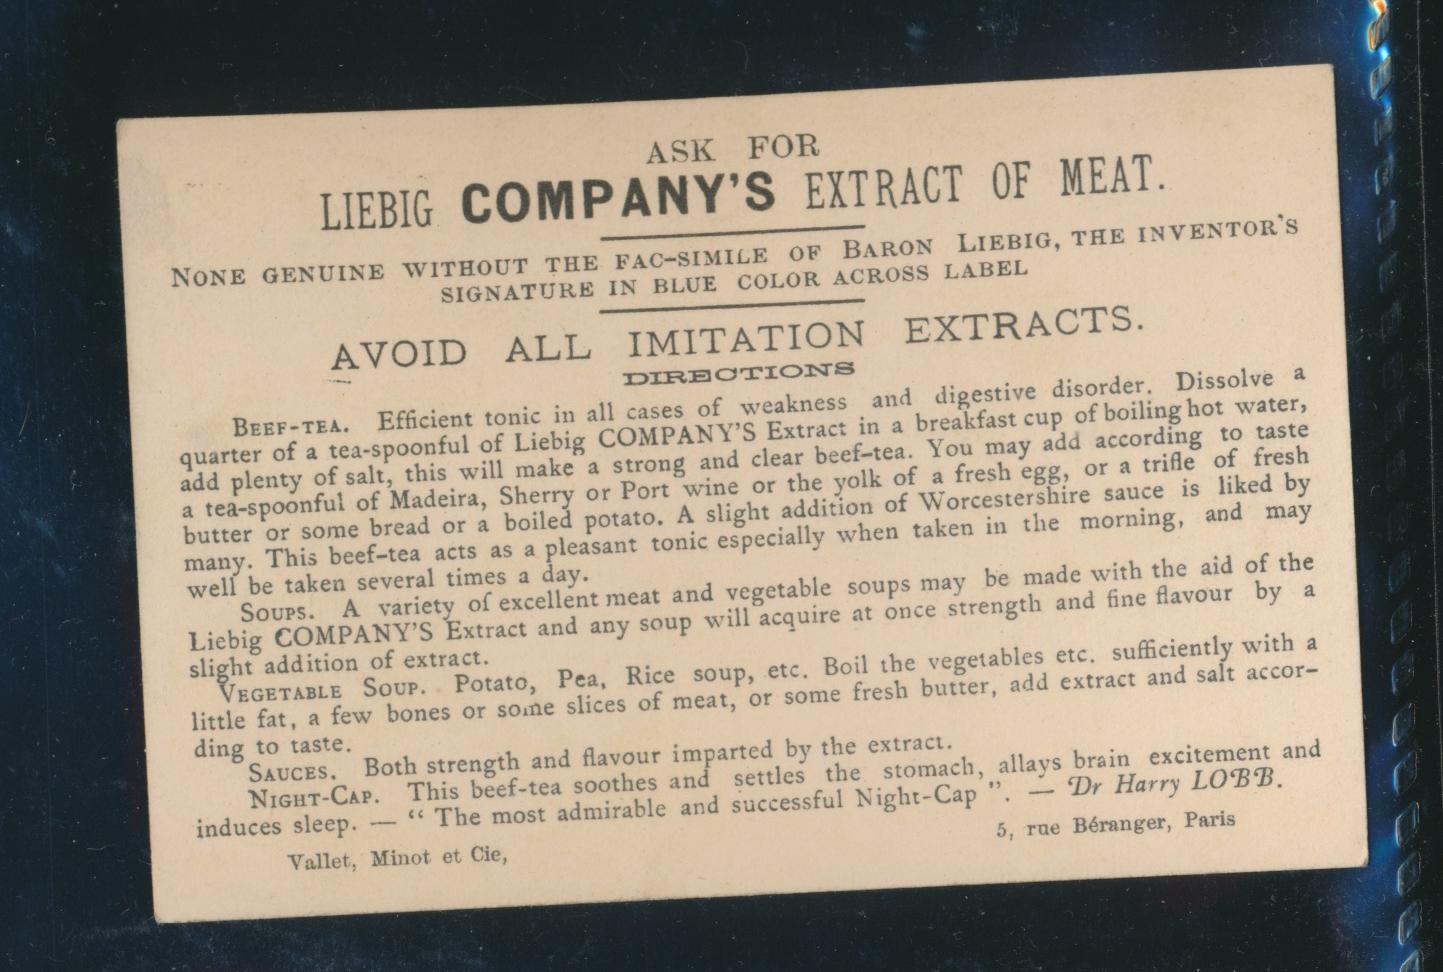 ASK FOR
LIEBIG COMPANY'S EXTRACT OF MEAT.
NONE GENUINE WITHOUT THE FAC-SIMILE OF BARON LIEBIG, THE INVENTOR'S
SIGNATURE IN BLUE COLOR ACROSS LABEL
AVOID ALL IMITATION EXTRACTS.
DIRECTIONS
BEEF-TEA. Efficient tonic in all cases of weakness and digestive disorder. Dissolve a
quarter of a tea-spoonful of Liebig COMPANY'S Extract in a breakfast cup of boiling hot water,
add plenty of salt, this will make a strong and clear beef-tea. You may add according to taste
a tea-spoonful of Madeira, Sherry or Port wine or the yolk of a fresh egg, or a trifle of fresh
butter or some bread or a boiled potato. A slight addition of Worcestershire sauce is liked by
many. This beef-tea acts as a pleasant tonic especially when taken in the morning, and may
well be taken several times a day.
SOUPS. A variety of excellent meat and vegetable soups may be made with the aid of the
Liebig COMPANY'S Extract and any soup will acquire at once strength and fine flavour by a
slight addition of extract.
VEGETABLE SOUP. Potato, Pea, Rice soup, etc. Boil the vegetables etc. sufficiently with a
little fat, a few bones or some slices of meat, or some fresh butter, add extract and salt accor-
ding to taste.
SAUCES. Both strength and flavour imparted by the extract.
NIGHT-CAP. This beef-tea soothes and settles the stomach, allays brain excitement and
induces sleep. — “ The most admirable and successful Night-Cap ”. — Dr Harry LOBB.
Vallet, Minot et Cie, 5, rue Béranger, Paris